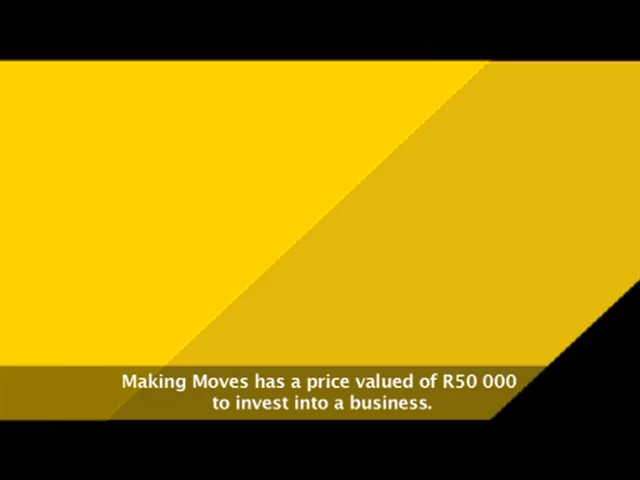 Making Moves has a price valued of R50 000
to invest into a business.